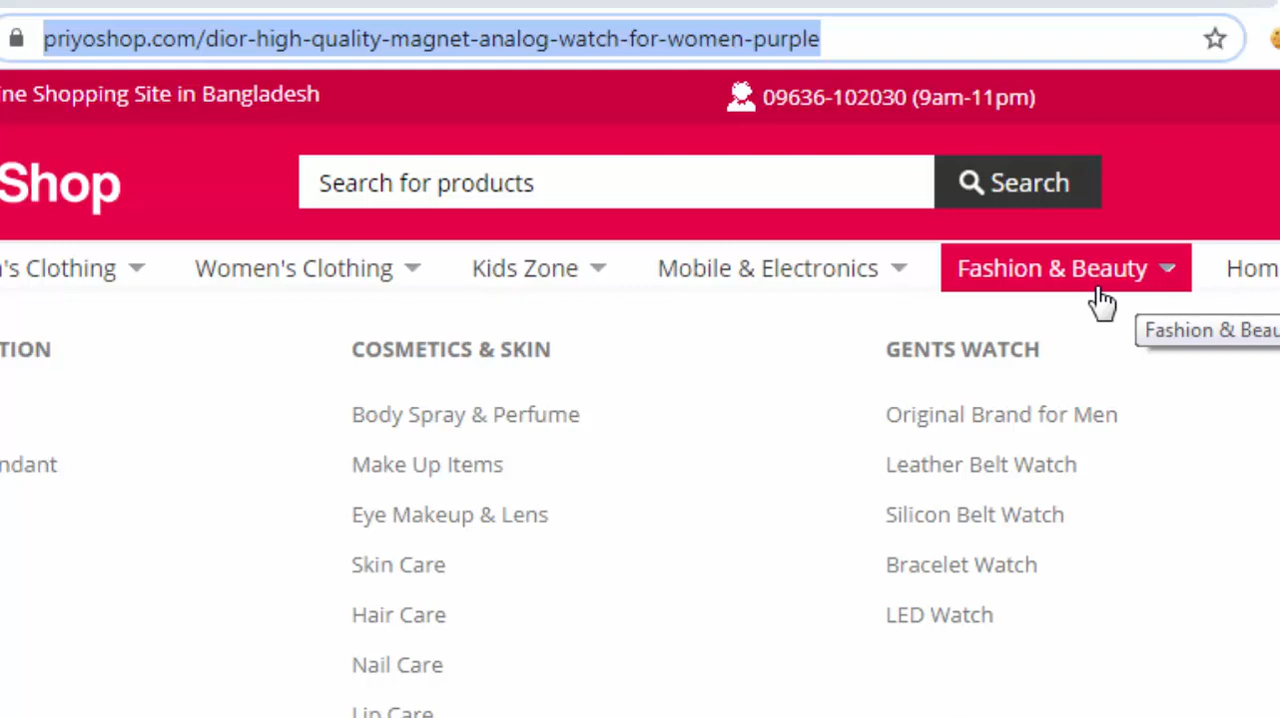 priyoshop.com/dior-high-quality-magnet-analog-watch-for-women-purple
ine Shopping Site in Bangladesh
09636-102030 (9am-11pm)
Shop
Search for products
Search
's Clothing
Women's Clothing
Kids Zone
Mobile & Electronics
Fashion & Beauty
Hom
Fashion & Beau
TION
COSMETICS & SKIN
GENTS WATCH
Body Spray & Perfume
Original Brand for Men
ndant
Make Up Items
Leather Belt Watch
Eye Makeup & Lens
Silicon Belt Watch
Skin Care
Bracelet Watch
Hair Care
LED Watch
Nail Care
Lip Care